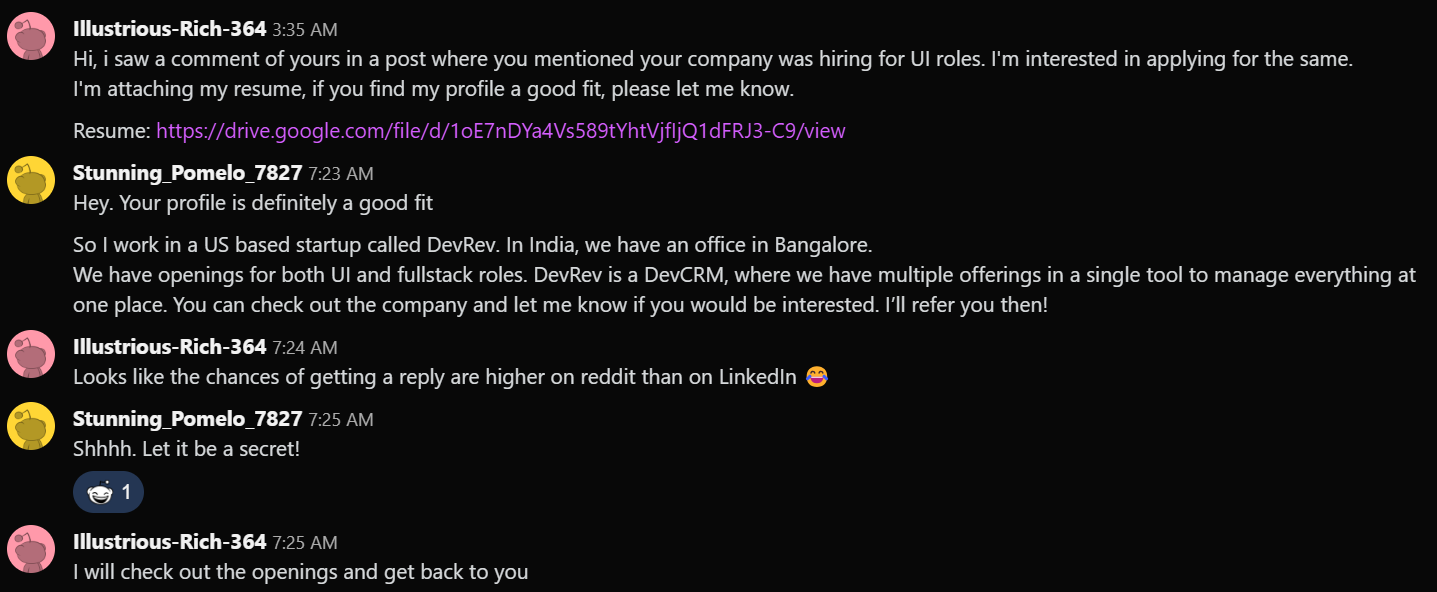 Illustrious-Rich-364 3:35 AM
Hi, i saw a comment of yours in a post where you mentioned your company was hiring for UI roles. I'm interested in applying for the same.
I'm attaching my resume, if you find my profile a good fit, please let me know.
Resume: https://drive.google.com/file/d/1oE7nDYa4Vs589tYhtVjfIjQ1dFRJ3-C9/view
Stunning_Pomelo_7827 7:23 AM
Hey. Your profile is definitely a good fit
So I work in a US based startup called DevRev. In India, we have an office in Bangalore.
We have openings for both UI and fullstack roles. DevRev is a DevCRM, where we have multiple offerings in a single tool to manage everything at
one place. You can check out the company and let me know if you would be interested. I’ll refer you then!
Illustrious-Rich-364 7:24 AM
Looks like the chances of getting a reply are higher on reddit than on LinkedIn 😂
Stunning_Pomelo_7827 7:25 AM
Shhhh. Let it be a secret!
1
Illustrious-Rich-364 7:25 AM
I will check out the openings and get back to you